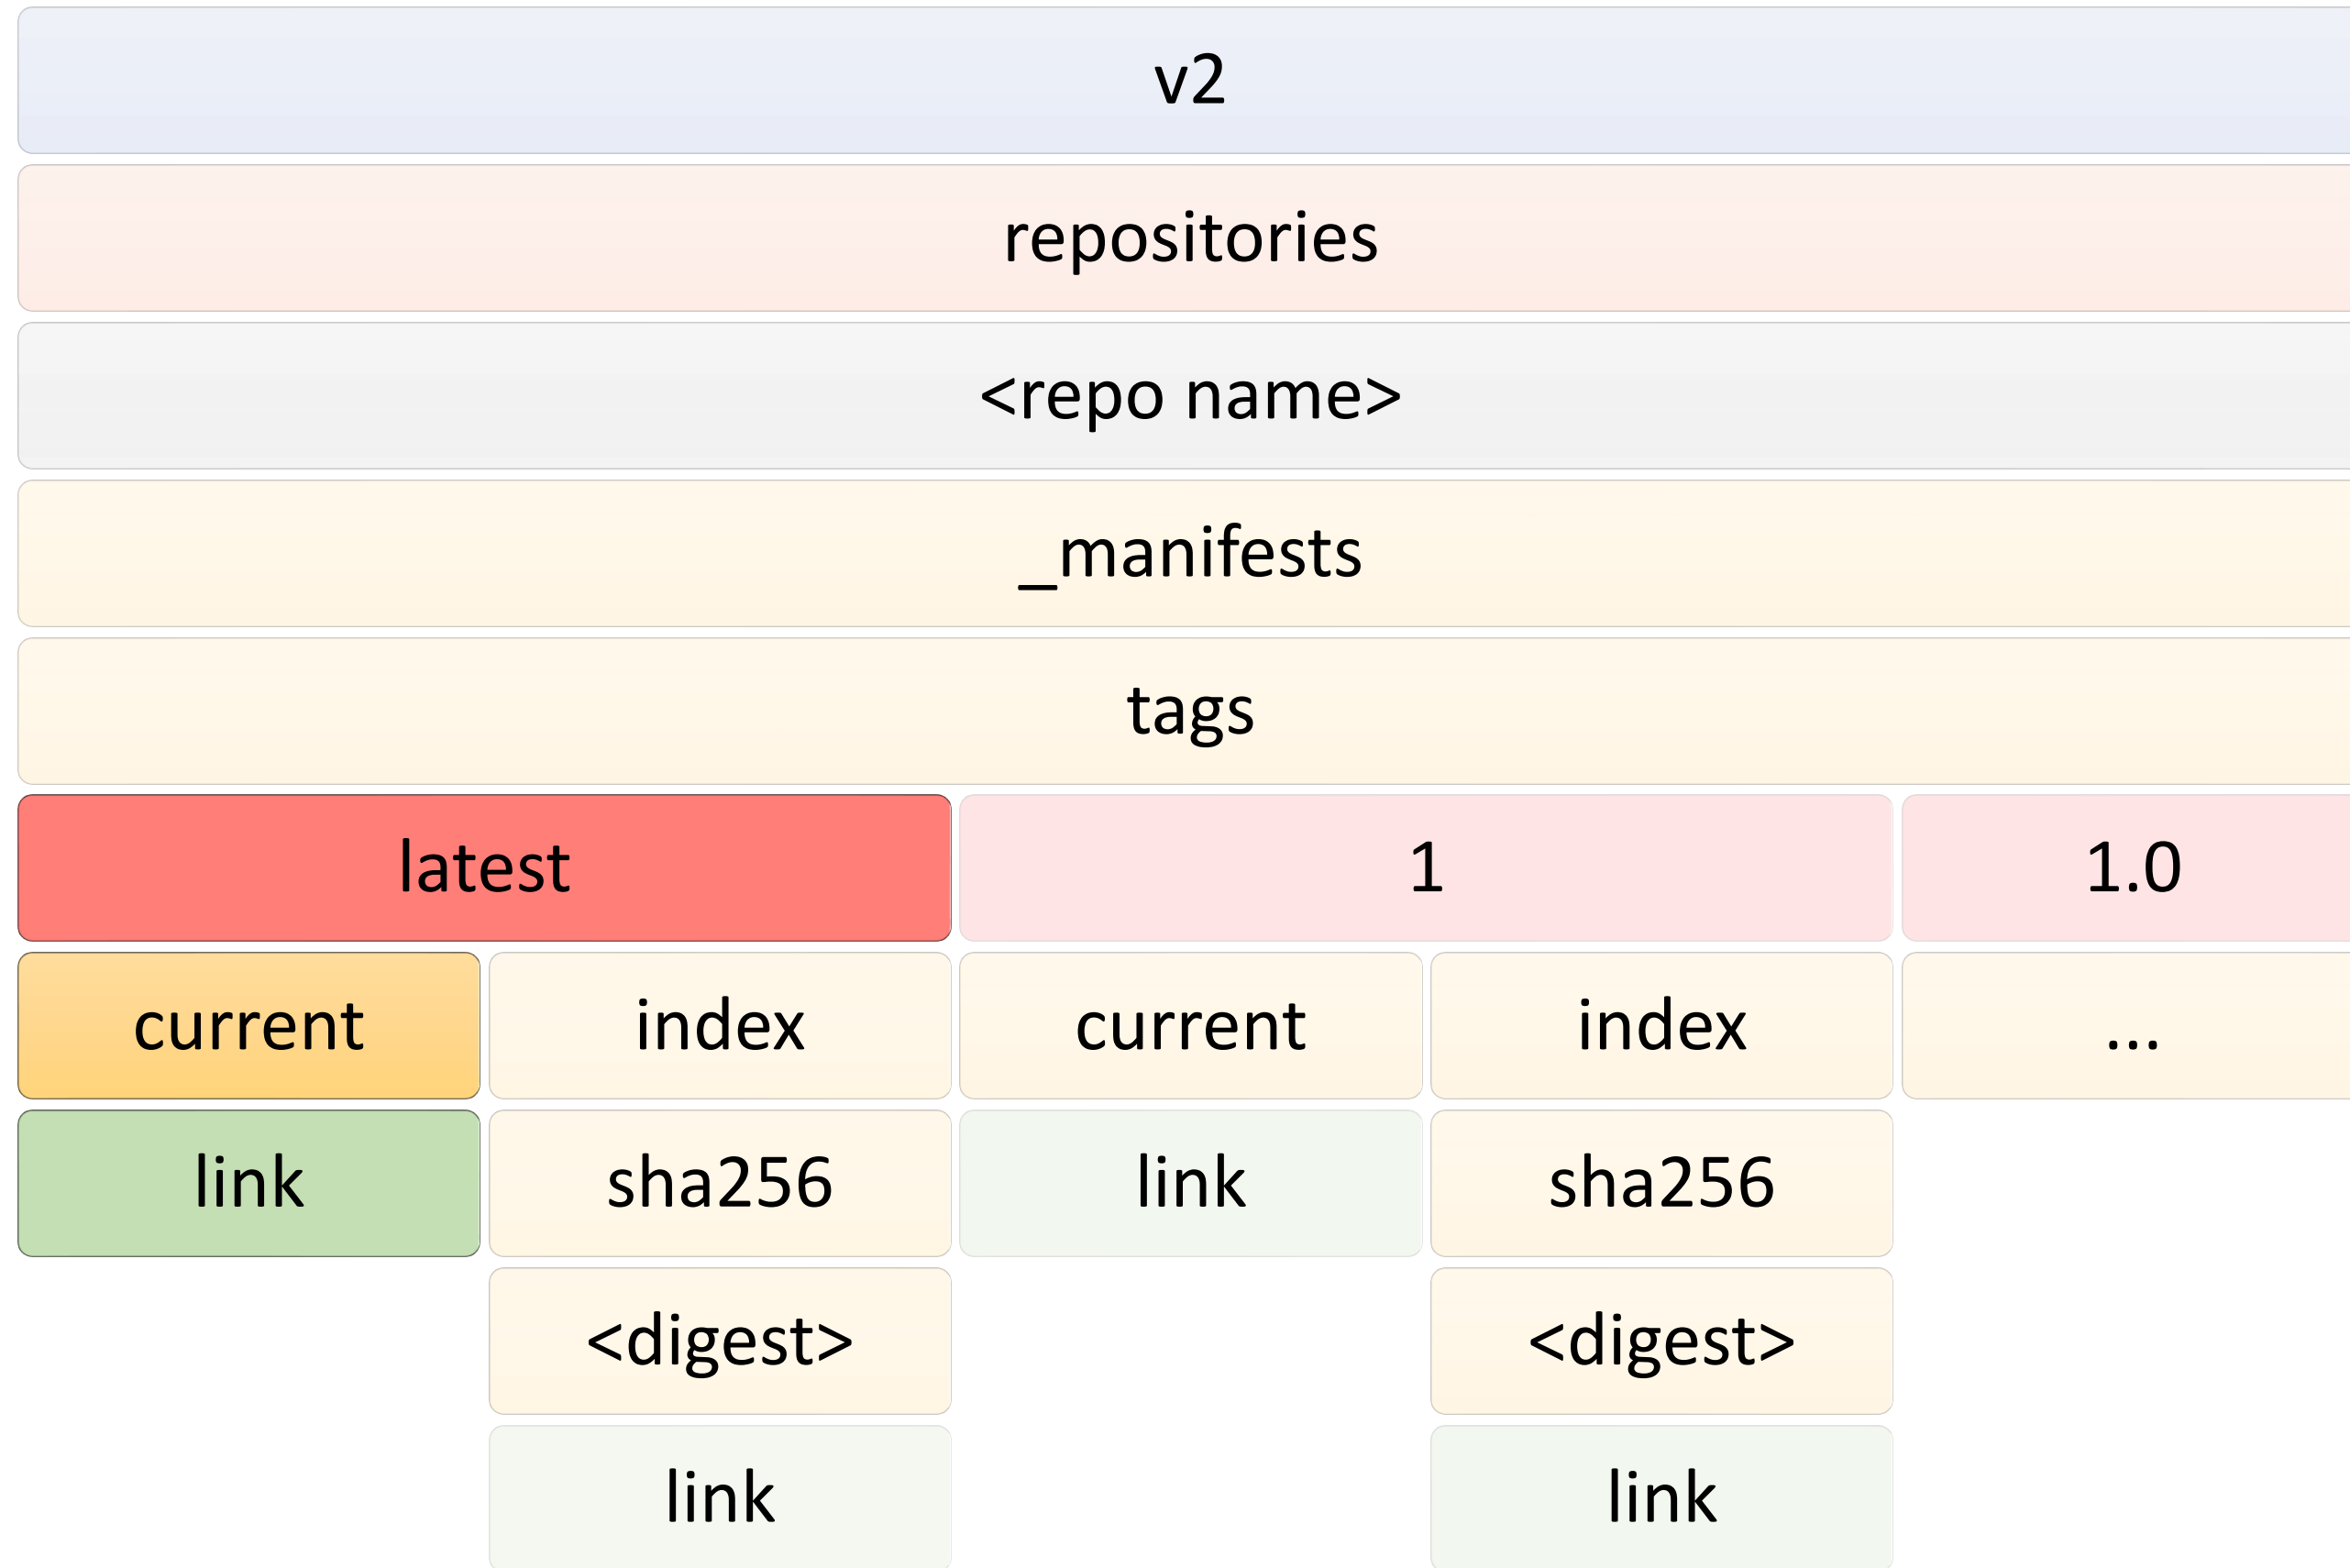 v2
repositories
<repo name>
_manifests
tags
latest 1 1.0
current index current index ...
link sha256 link sha256
<digest> <digest>
link link